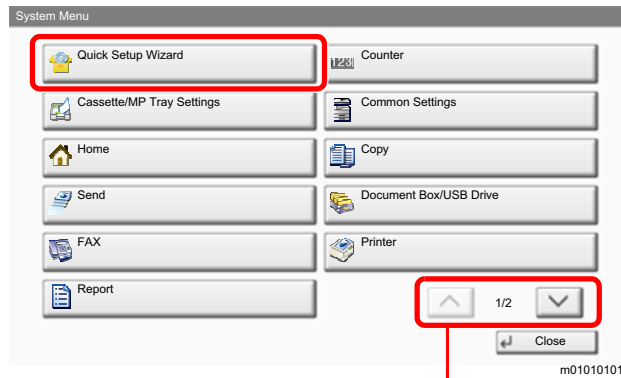 System Menu
Quick Setup Wizard
123 Counter
Cassette/MP Tray Settings
Common Settings
Home
Copy
Send
Document Box/USB Drive
FAX
Printer
Report
1/2
Close
m01010101